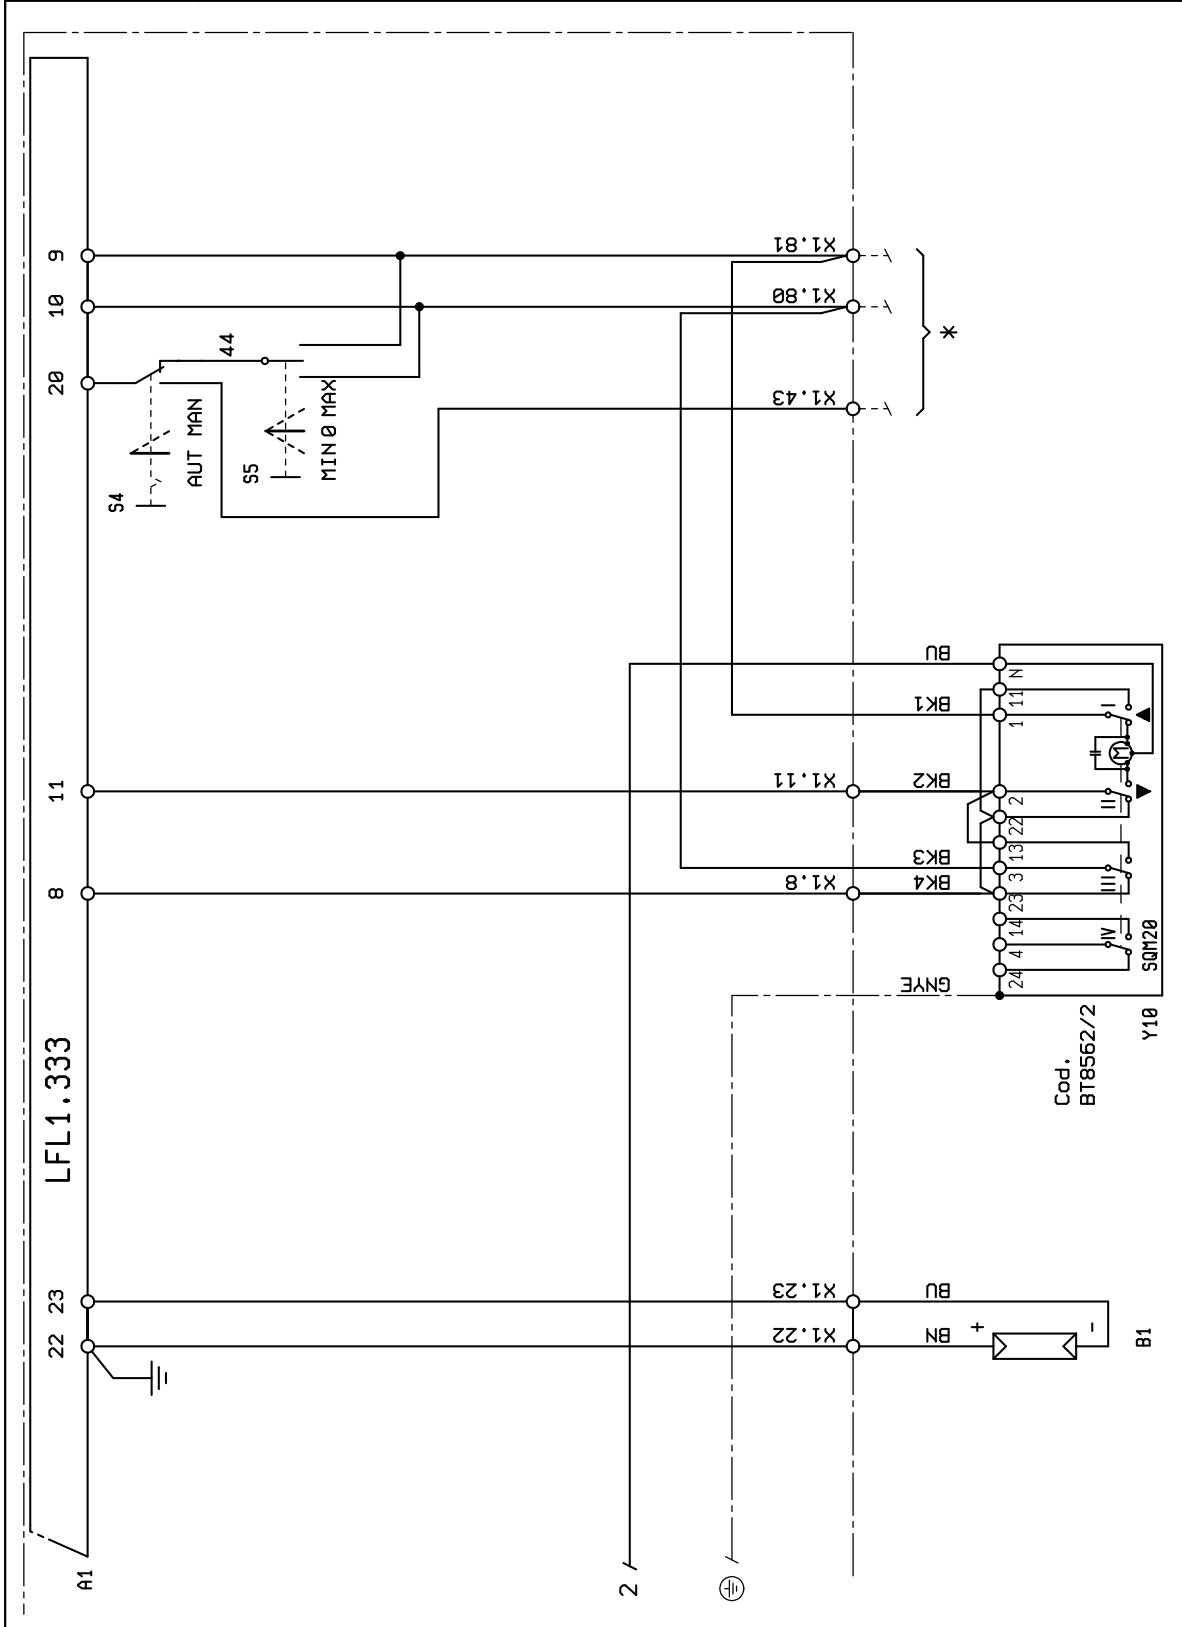 LFL1.333
A1
22
23
8
11
20
10
9
S4
AUT MAN
44
S5
MIN 0 MAX
2
X1.22
X1.23
X1.8
X1.11
X1.43
X1.80
X1.81
*
BN
BU
GNYE
BK4
BK3
BK2
BK1
BU
+
-
B1
24
4
14
23
3
13
22
2
1
11
N
IV
III
II
I
M
SQM20
Y10
Cod.
BT8562/2